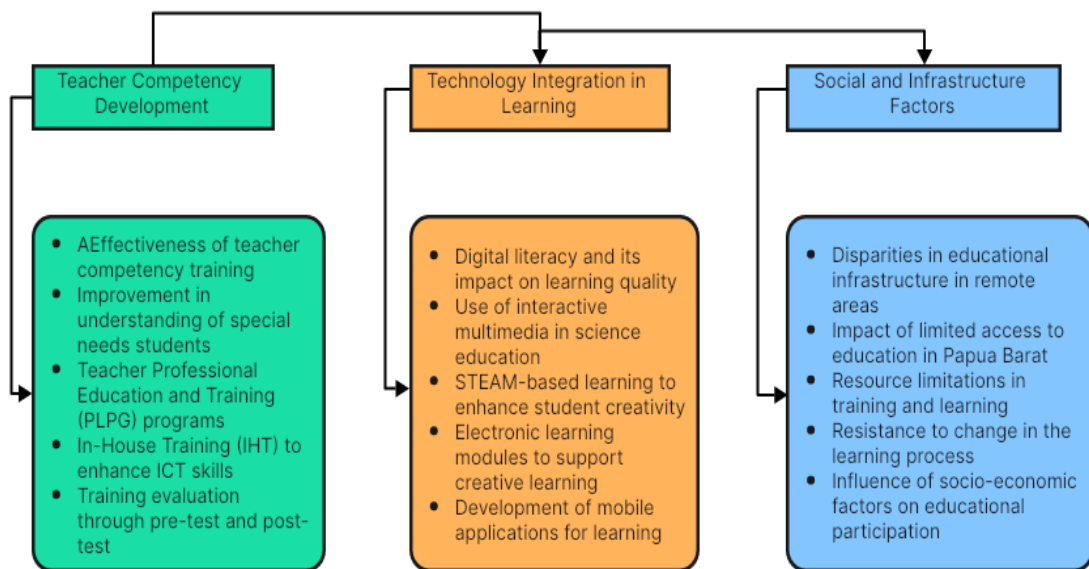 Teacher Competency
Development
Technology Integration in
Learning
Social and Infrastructure
Factors
• AEffectiveness of teacher
competency training
• Improvement in
understanding of special
needs students
• Teacher Professional
Education and Training
(PLPG) programs
• In-House Training (IHT) to
enhance ICT skills
• Training evaluation
through pre-test and post-
test
• Digital literacy and its
impact on learning quality
• Use of interactive
multimedia in science
education
• STEAM-based learning to
enhance student creativity
• Electronic learning
modules to support
creative learning
• Development of mobile
applications for learning
• Disparities in educational
infrastructure in remote
areas
• Impact of limited access to
education in Papua Barat
• Resource limitations in
training and learning
• Resistance to change in the
learning process
• Influence of socio-economic
factors on educational
participation